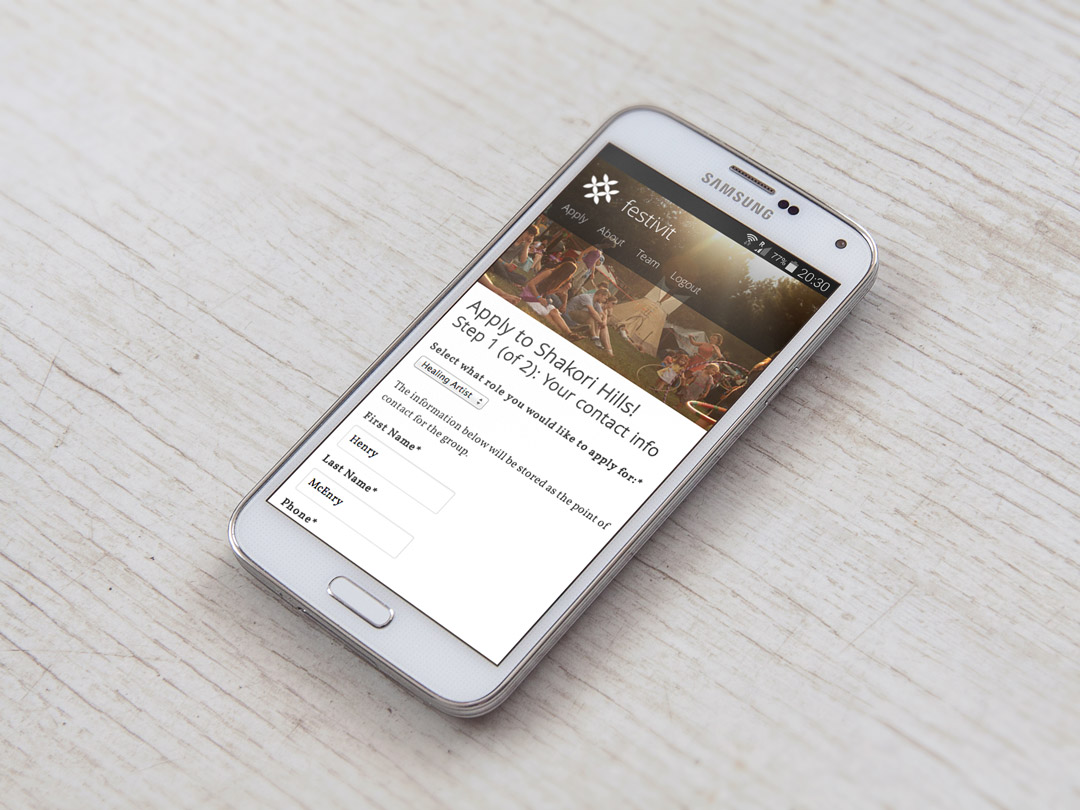 SAMSUNG
R
77%
20:30
festivit
Apply About Team Logout
Apply to Shakori Hills!
Step 1 (of 2): Your contact info
Select what role you would like to apply for:*
Healing Artist
The information below will be stored as the point of
contact for the group.
First Name*
Henry
Last Name*
McEnry
Phone*